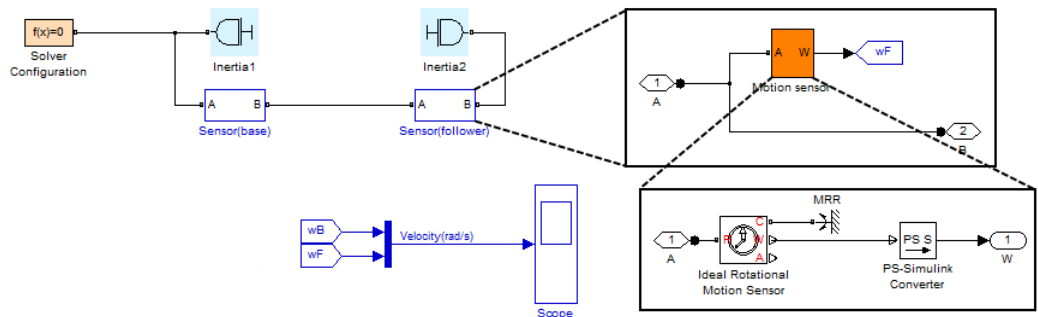 f(x)=0
Solver
Configuration
Inertia1
Inertia2
A B
Sensor(base)
A B
Sensor(follower)
A W
wF
Motion sensor
1
A
2
B
wB
wF
Velocity(rad/s)
Scope
MRR
1
A
R
C
W
A
Ideal Rotational
Motion Sensor
PS S
PS-Simulink
Converter
1
W